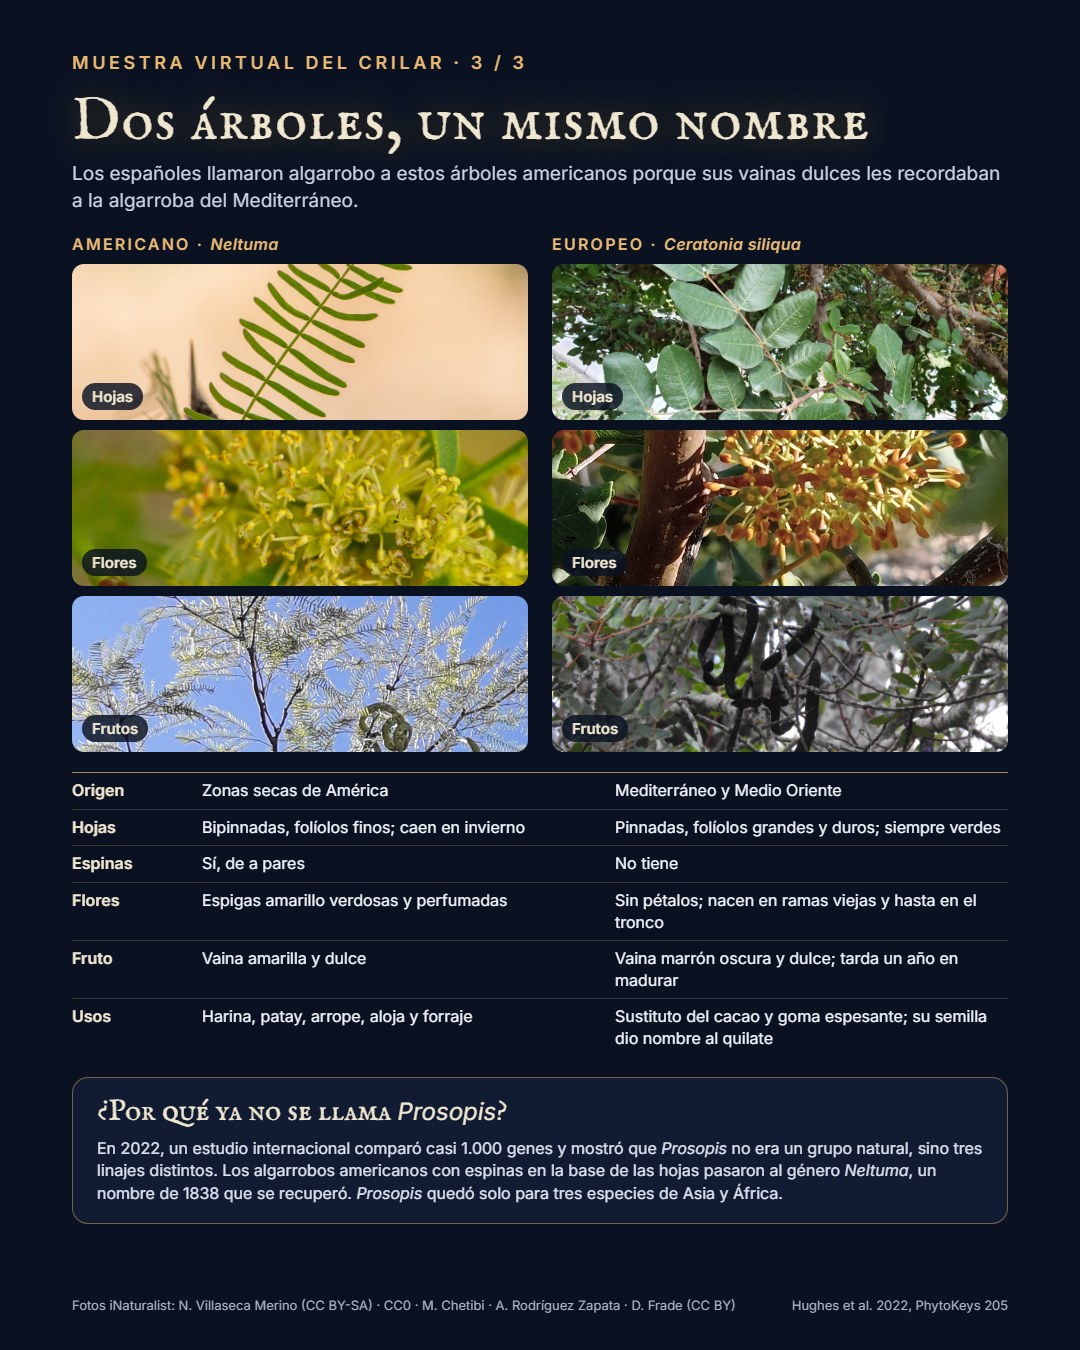 MUESTRA VIRTUAL DEL CRILAR · 3 / 3
Dos árboles, un mismo nombre
Los españoles llamaron algarrobo a estos árboles americanos porque sus vainas dulces les recordaban
a la algarroba del Mediterráneo.
AMERICANO · Neltuma
EUROPEO · Ceratonia siliqua
Hojas
Hojas
Flores
Flores
Frutos
Frutos
Origen Zonas secas de América Mediterráneo y Medio Oriente
Hojas Bipinnadas, folíolos finos; caen en invierno Pinnadas, folíolos grandes y duros; siempre verdes
Espinas Sí, de a pares No tiene
Flores Espigas amarillo verdosas y perfumadas Sin pétalos; nacen en ramas viejas y hasta en el
tronco
Fruto Vaina amarilla y dulce Vaina marrón oscura y dulce; tarda un año en
madurar
Usos Harina, patay, arrope, aloja y forraje Sustituto del cacao y goma espesante; su semilla
dio nombre al quilate
¿Por qué ya no se llama Prosopis?
En 2022, un estudio internacional comparó casi 1.000 genes y mostró que Prosopis no era un grupo natural, sino tres
linajes distintos. Los algarrobos americanos con espinas en la base de las hojas pasaron al género Neltuma, un
nombre de 1838 que se recuperó. Prosopis quedó solo para tres especies de Asia y África.
Fotos iNaturalist: N. Villaseca Merino (CC BY-SA) · CC0 · M. Chetibi · A. Rodríguez Zapata · D. Frade (CC BY)
Hughes et al. 2022, PhytoKeys 205